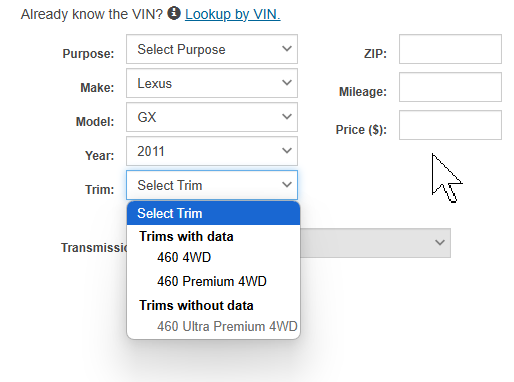 Already know the VIN? Lookup by VIN.
Purpose: Select Purpose ZIP:
Make: Lexus Mileage:
Model: GX Price ($):
Year: 2011
Trim: Select Trim
Select Trim
Trims with data
460 4WD
Transmissi
460 Premium 4WD
Trims without data
460 Ultra Premium 4WD